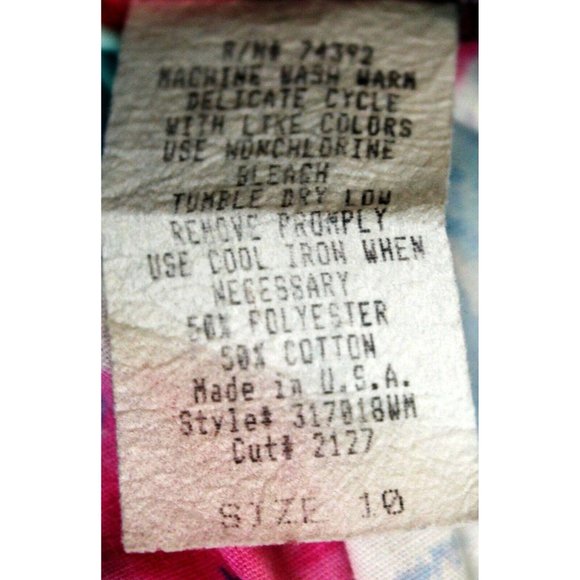 R/N# 74392
MACHINE WASH WARM
DELICATE CYCLE
WITH LIKE COLORS
USE NONCHLORINE
BLEACH
TUMBLE DRY LOW
REMOVE PROMPLY
USE COOL IRON WHEN
NECESSARY
50% POLYESTER
50% COTTON
Made in U.S.A.
Style# 317018WM
Cut# 2127
SIZE 10